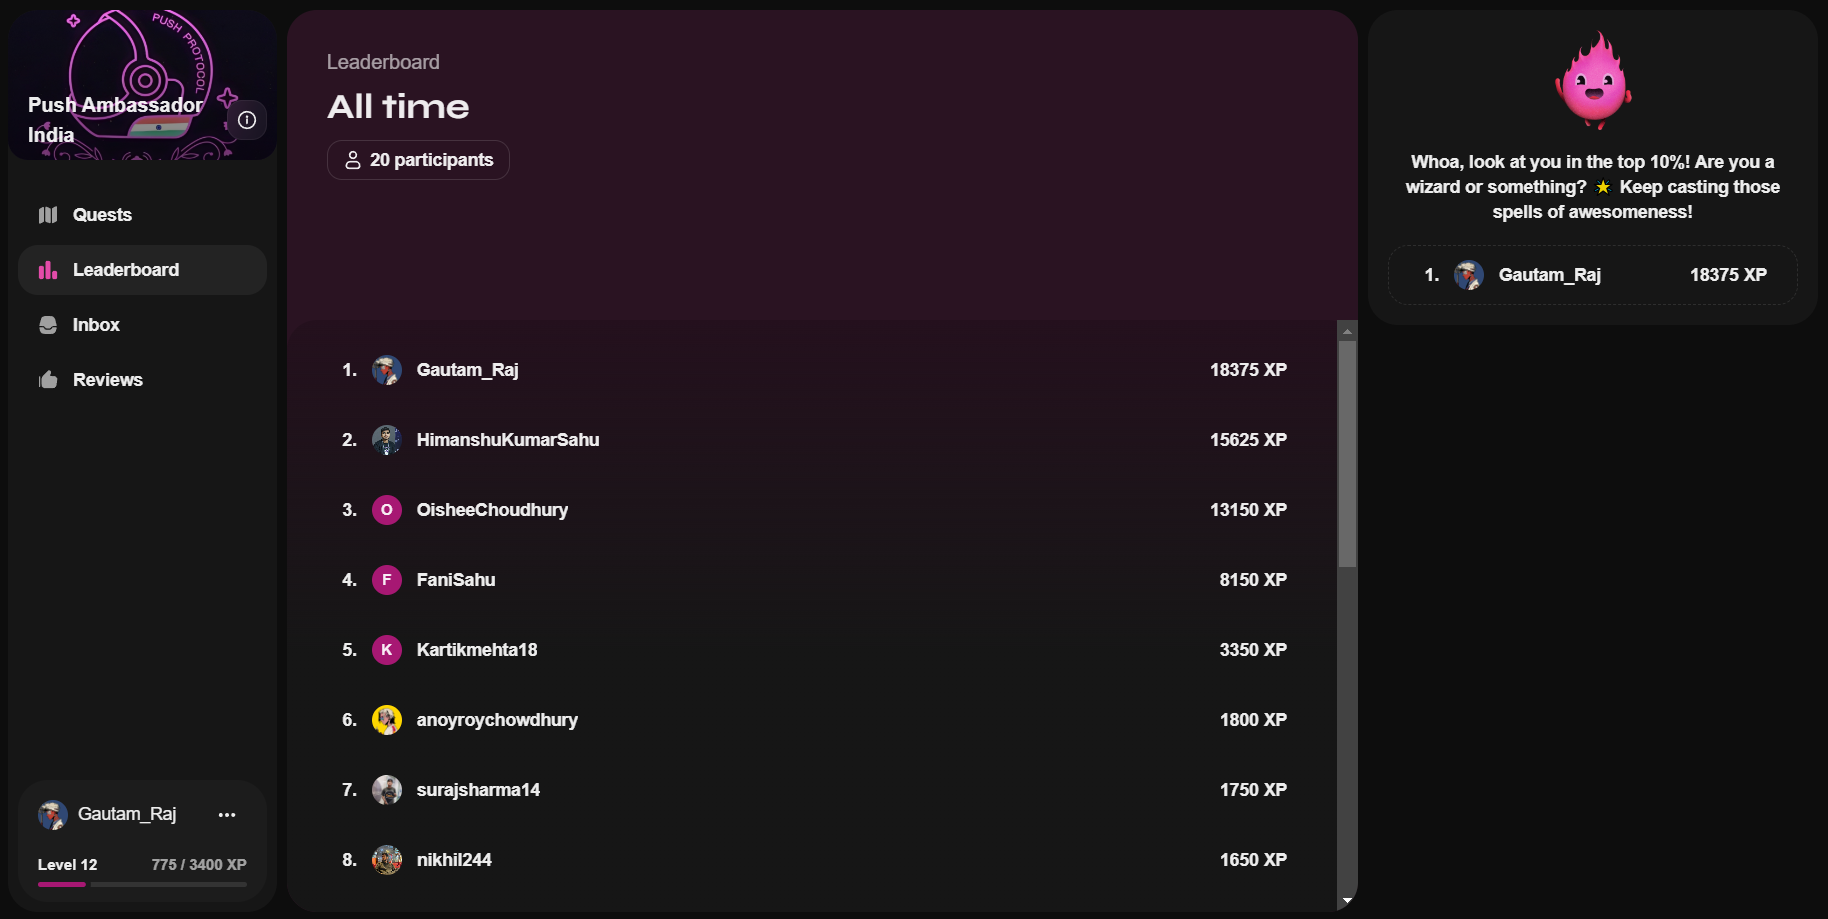 PUSH PROTOCOL
Push Ambassador
India
Quests
Leaderboard
Inbox
Reviews
Gautam_Raj
Level 12
775 / 3400 XP
Leaderboard
All time
20 participants
1. Gautam_Raj 18375 XP
2. HimanshuKumarSahu 15625 XP
3. O OisheeChoudhury 13150 XP
4. F FaniSahu 8150 XP
5. K Kartikmehta18 3350 XP
6. anoyroychowdhury 1800 XP
7. surajsharma14 1750 XP
8. nikhil244 1650 XP
Whoa, look at you in the top 10%! Are you a
wizard or something? 🌟 Keep casting those
spells of awesomeness!
1. Gautam_Raj 18375 XP